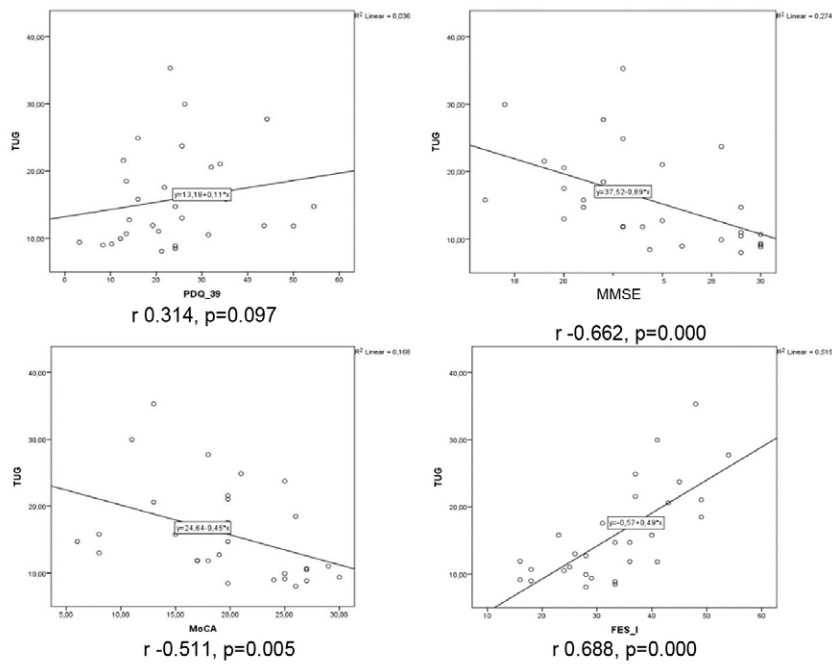 R² Linear = 0,036
TUG
40,00
30,00
20,00
10,00
y=13,18+0,11*x
0 10 20 30 40 50 60
PDQ_39
r 0.314, p=0.097
R² Linear = 0,274
TUG
40,00
30,00
20,00
10,00
y=37,52-0,89*x
18 20 5 28 30
MMSE
r -0.662, p=0.000
R² Linear = 0,168
TUG
40,00
30,00
20,00
10,00
y=24,64-0,45*x
5,00 10,00 15,00 20,00 25,00 30,00
MoCA
r -0.511, p=0.005
R² Linear = 0,515
TUG
40,00
30,00
20,00
10,00
y=-0,57+0,49*x
10 20 30 40 50 60
FES_I
r 0.688, p=0.000